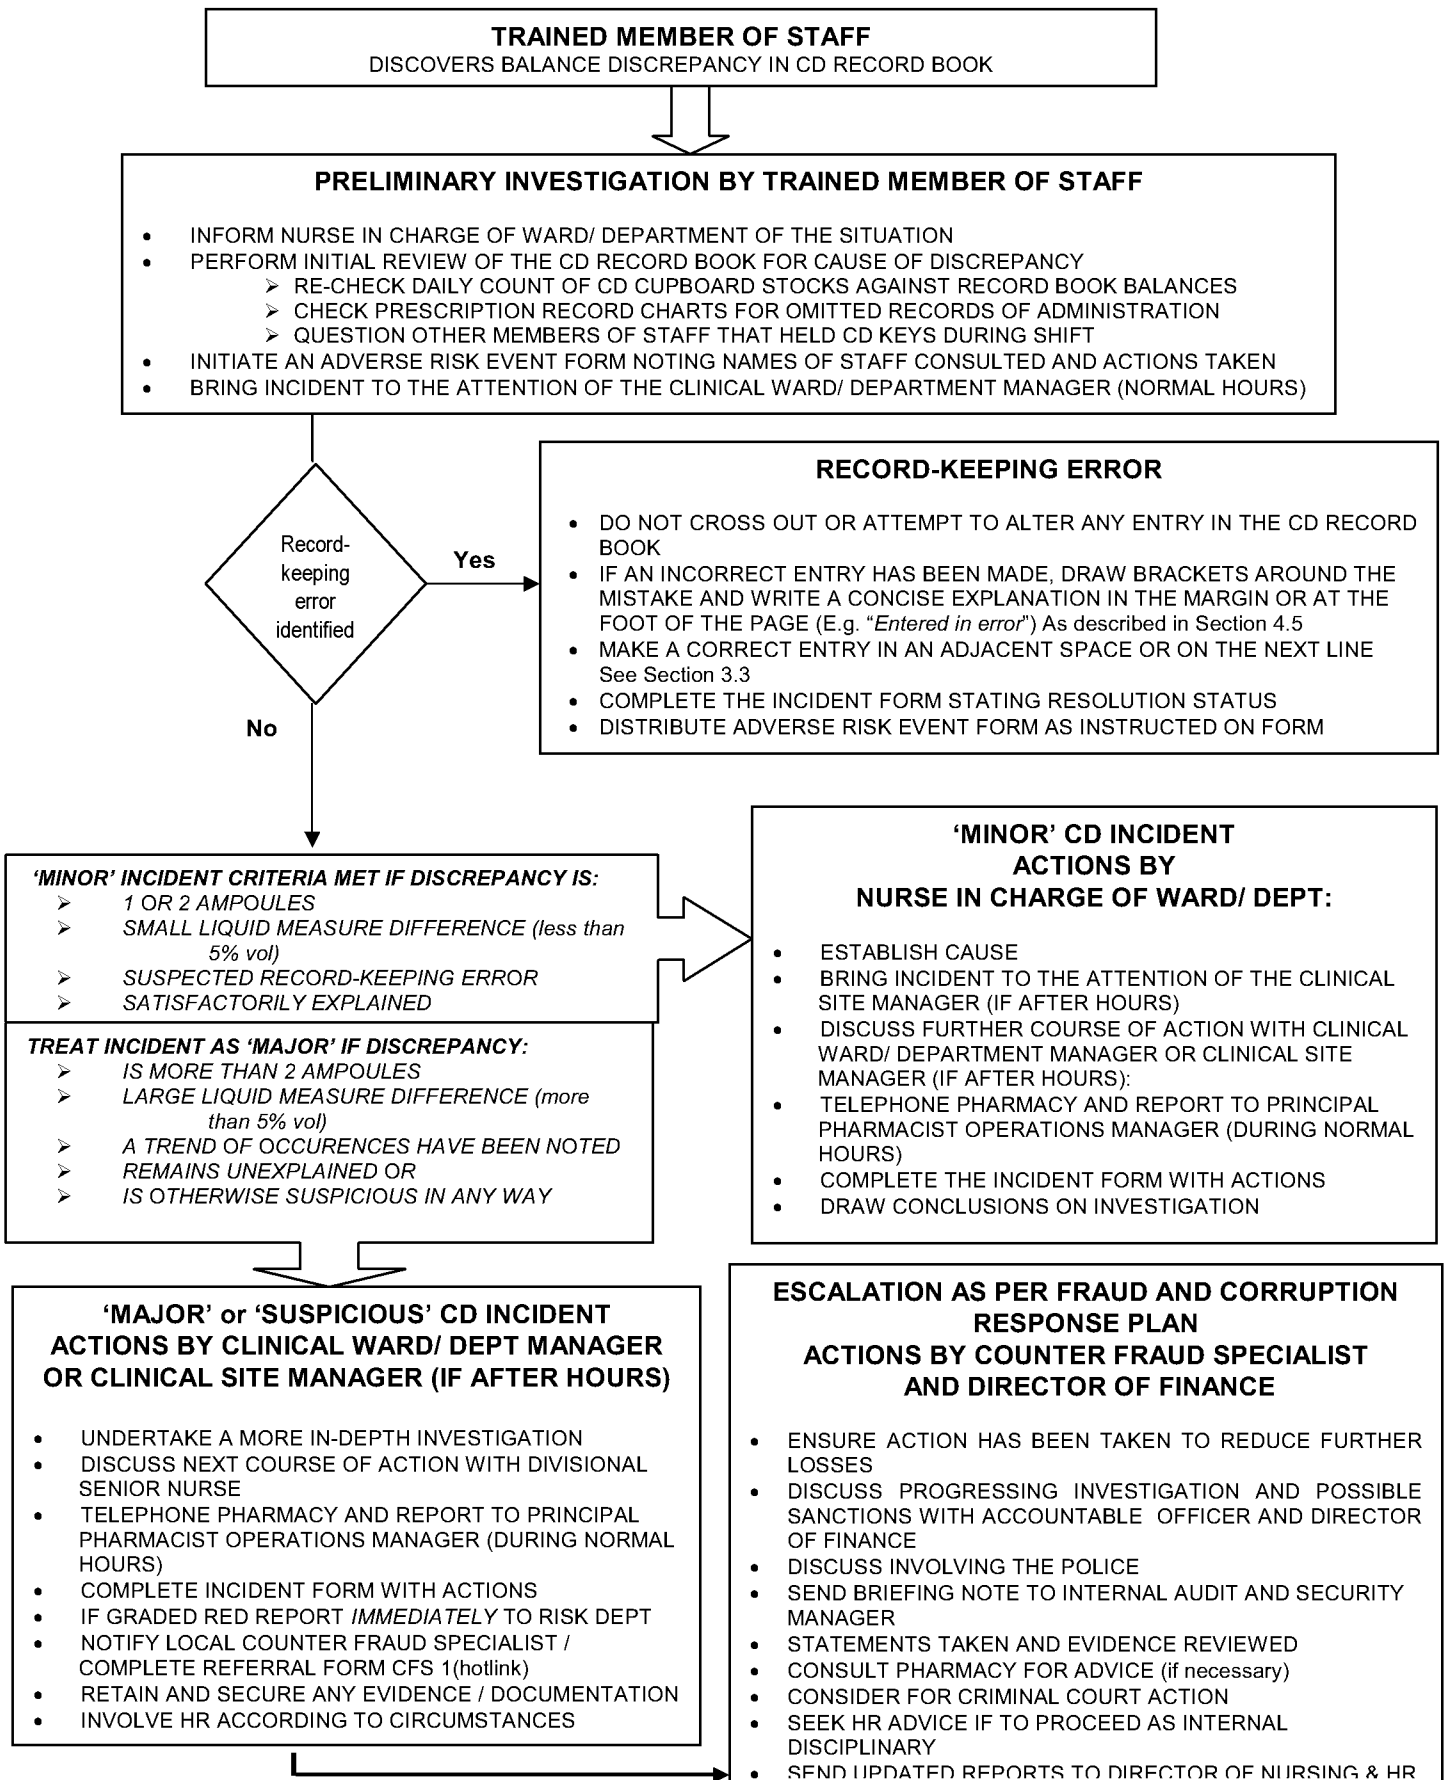 TRAINED MEMBER OF STAFF
DISCOVERS BALANCE DISCREPANCY IN CD RECORD BOOK
PRELIMINARY INVESTIGATION BY TRAINED MEMBER OF STAFF
• INFORM NURSE IN CHARGE OF WARD/ DEPARTMENT OF THE SITUATION
• PERFORM INITIAL REVIEW OF THE CD RECORD BOOK FOR CAUSE OF DISCREPANCY
➢ RE-CHECK DAILY COUNT OF CD CUPBOARD STOCKS AGAINST RECORD BOOK BALANCES
➢ CHECK PRESCRIPTION RECORD CHARTS FOR OMITTED RECORDS OF ADMINISTRATION
➢ QUESTION OTHER MEMBERS OF STAFF THAT HELD CD KEYS DURING SHIFT
• INITIATE AN ADVERSE RISK EVENT FORM NOTING NAMES OF STAFF CONSULTED AND ACTIONS TAKEN
• BRING INCIDENT TO THE ATTENTION OF THE CLINICAL WARD/ DEPARTMENT MANAGER (NORMAL HOURS)
Record-
keeping
error
identified
Yes
No
RECORD-KEEPING ERROR
• DO NOT CROSS OUT OR ATTEMPT TO ALTER ANY ENTRY IN THE CD RECORD
BOOK
• IF AN INCORRECT ENTRY HAS BEEN MADE, DRAW BRACKETS AROUND THE
MISTAKE AND WRITE A CONCISE EXPLANATION IN THE MARGIN OR AT THE
FOOT OF THE PAGE (E.g. “Entered in error”) As described in Section 4.5
• MAKE A CORRECT ENTRY IN AN ADJACENT SPACE OR ON THE NEXT LINE
See Section 3.3
• COMPLETE THE INCIDENT FORM STATING RESOLUTION STATUS
• DISTRIBUTE ADVERSE RISK EVENT FORM AS INSTRUCTED ON FORM
‘MINOR’ INCIDENT CRITERIA MET IF DISCREPANCY IS:
➢ 1 OR 2 AMPOULES
➢ SMALL LIQUID MEASURE DIFFERENCE (less than
5% vol)
➢ SUSPECTED RECORD-KEEPING ERROR
➢ SATISFACTORILY EXPLAINED
TREAT INCIDENT AS ‘MAJOR’ IF DISCREPANCY:
➢ IS MORE THAN 2 AMPOULES
➢ LARGE LIQUID MEASURE DIFFERENCE (more
than 5% vol)
➢ A TREND OF OCCURENCES HAVE BEEN NOTED
➢ REMAINS UNEXPLAINED OR
➢ IS OTHERWISE SUSPICIOUS IN ANY WAY
‘MINOR’ CD INCIDENT
ACTIONS BY
NURSE IN CHARGE OF WARD/ DEPT:
• ESTABLISH CAUSE
• BRING INCIDENT TO THE ATTENTION OF THE CLINICAL
SITE MANAGER (IF AFTER HOURS)
• DISCUSS FURTHER COURSE OF ACTION WITH CLINICAL
WARD/ DEPARTMENT MANAGER OR CLINICAL SITE
MANAGER (IF AFTER HOURS):
• TELEPHONE PHARMACY AND REPORT TO PRINCIPAL
PHARMACIST OPERATIONS MANAGER (DURING NORMAL
HOURS)
• COMPLETE THE INCIDENT FORM WITH ACTIONS
• DRAW CONCLUSIONS ON INVESTIGATION
‘MAJOR’ or ‘SUSPICIOUS’ CD INCIDENT
ACTIONS BY CLINICAL WARD/ DEPT MANAGER
OR CLINICAL SITE MANAGER (IF AFTER HOURS)
• UNDERTAKE A MORE IN-DEPTH INVESTIGATION
• DISCUSS NEXT COURSE OF ACTION WITH DIVISIONAL
SENIOR NURSE
• TELEPHONE PHARMACY AND REPORT TO PRINCIPAL
PHARMACIST OPERATIONS MANAGER (DURING NORMAL
HOURS)
• COMPLETE INCIDENT FORM WITH ACTIONS
• IF GRADED RED REPORT IMMEDIATELY TO RISK DEPT
• NOTIFY LOCAL COUNTER FRAUD SPECIALIST /
COMPLETE REFERRAL FORM CFS 1(hotlink)
• RETAIN AND SECURE ANY EVIDENCE / DOCUMENTATION
• INVOLVE HR ACCORDING TO CIRCUMSTANCES
ESCALATION AS PER FRAUD AND CORRUPTION
RESPONSE PLAN
ACTIONS BY COUNTER FRAUD SPECIALIST
AND DIRECTOR OF FINANCE
• ENSURE ACTION HAS BEEN TAKEN TO REDUCE FURTHER
LOSSES
• DISCUSS PROGRESSING INVESTIGATION AND POSSIBLE
SANCTIONS WITH ACCOUNTABLE OFFICER AND DIRECTOR
OF FINANCE
• DISCUSS INVOLVING THE POLICE
• SEND BRIEFING NOTE TO INTERNAL AUDIT AND SECURITY
MANAGER
• STATEMENTS TAKEN AND EVIDENCE REVIEWED
• CONSULT PHARMACY FOR ADVICE (if necessary)
• CONSIDER FOR CRIMINAL COURT ACTION
• SEEK HR ADVICE IF TO PROCEED AS INTERNAL
DISCIPLINARY
• SEND UPDATED REPORTS TO DIRECTOR OF NURSING & HR